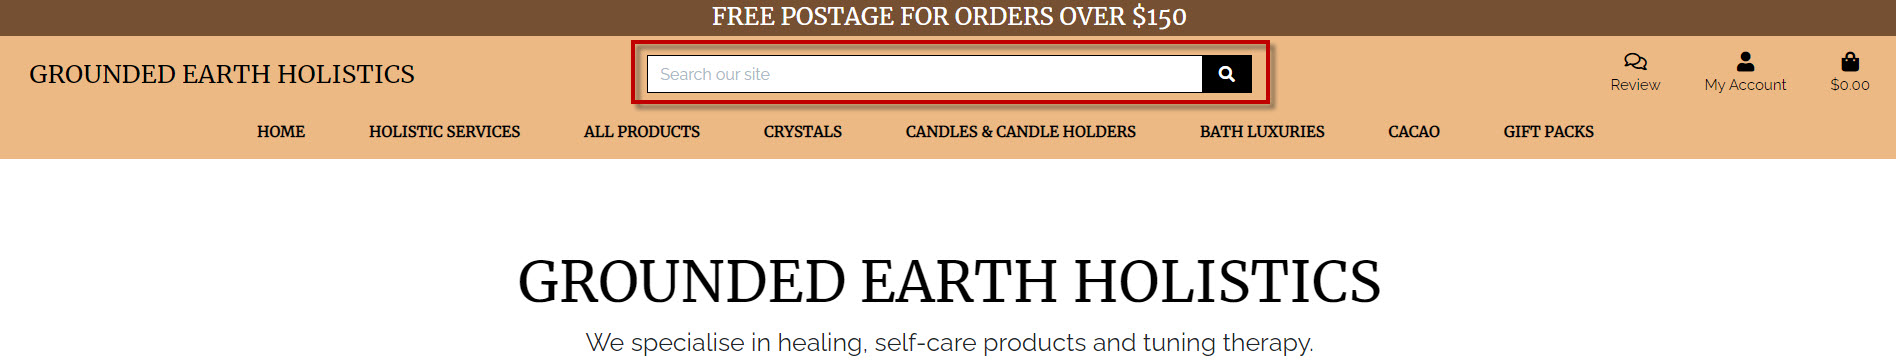 FREE POSTAGE FOR ORDERS OVER $150
GROUNDED EARTH HOLISTICS
Search our site
Review
My Account
$0.00
HOME
HOLISTIC SERVICES
ALL PRODUCTS
CRYSTALS
CANDLES & CANDLE HOLDERS
BATH LUXURIES
CACAO
GIFT PACKS
GROUNDED EARTH HOLISTICS
We specialise in healing, self-care products and tuning therapy.